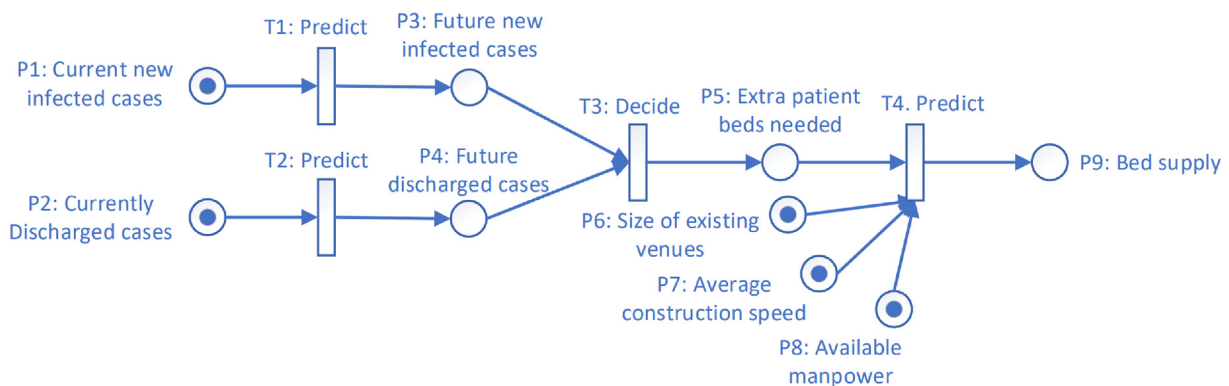 P1: Current new
infected cases
T1: Predict
P3: Future new
infected cases
P2: Currently
Discharged cases
T2: Predict
P4: Future
discharged cases
T3: Decide
P5: Extra patient
beds needed
T4. Predict
P9: Bed supply
P6: Size of existing
venues
P7: Average
construction speed
P8: Available
manpower